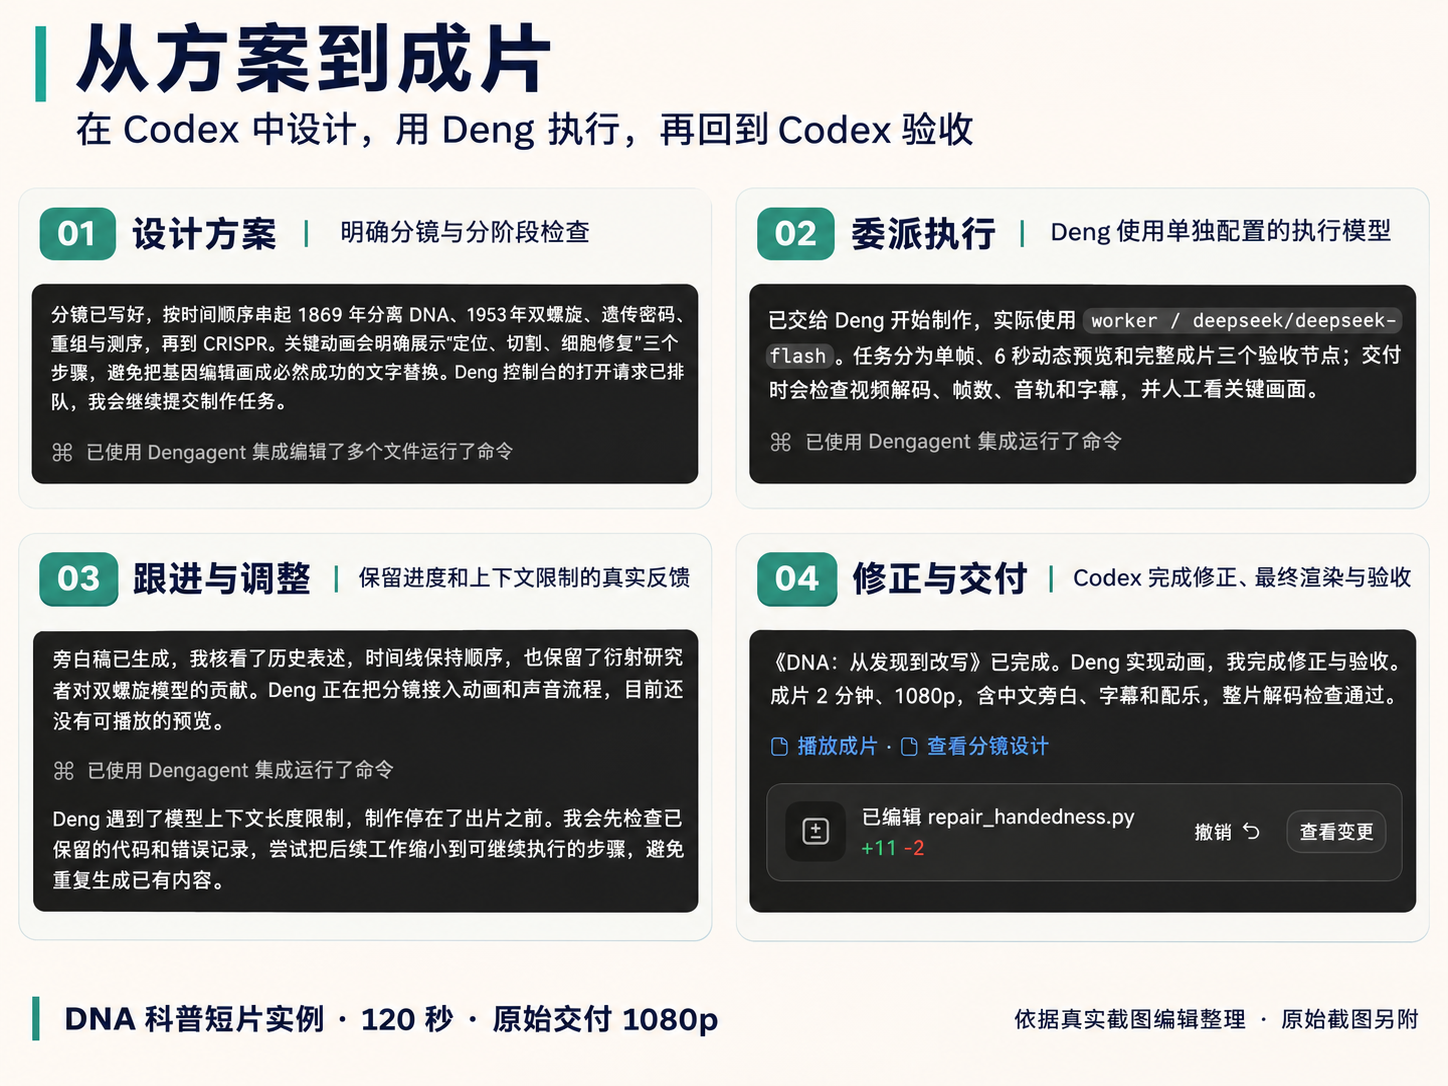 从方案到成片
在 Codex 中设计，用 Deng 执行，再回到 Codex 验收
01 设计方案 | 明确分镜与分阶段检查
分镜已写好，按时间顺序串起 1869 年分离 DNA、1953年双螺旋、遗传密码、
重组与测序，再到 CRISPR。关键动画会明确展示“定位、切割、细胞修复”三个
步骤，避免把基因编辑画成必然成功的文字替换。Deng 控制台的打开请求已排
队，我会继续提交制作任务。
已使用 Dengagent 集成编辑了多个文件运行了命令
02 委派执行 | Deng 使用单独配置的执行模型
已交给 Deng 开始制作，实际使用 worker / deepseek/deepseek-
flash。任务分为单帧、6 秒动态预览和完整成片三个验收节点；交付
时会检查视频解码、帧数、音轨和字幕，并人工看关键画面。
已使用 Dengagent 集成运行了命令
03 跟进与调整 | 保留进度和上下文限制的真实反馈
旁白稿已生成，我核看了历史表述，时间线保持顺序，也保留了衍射研究
者对双螺旋模型的贡献。Deng 正在把分镜接入动画和声音流程，目前还
没有可播放的预览。
已使用 Dengagent 集成运行了命令
Deng 遇到了模型上下文长度限制，制作停在了出片之前。我会先检查已
保留的代码和错误记录，尝试把后续工作缩小到可继续执行的步骤，避免
重复生成已有内容。
04 修正与交付 | Codex 完成修正、最终渲染与验收
《DNA：从发现到改写》已完成。Deng 实现动画，我完成修正与验收。
成片 2 分钟、1080p，含中文旁白、字幕和配乐，整片解码检查通过。
播放成片 · 查看分镜设计
已编辑 repair_handedness.py
+11 -2
撤销 查看变更
DNA 科普短片实例 · 120 秒 · 原始交付 1080p
依据真实截图编辑整理 · 原始截图另附